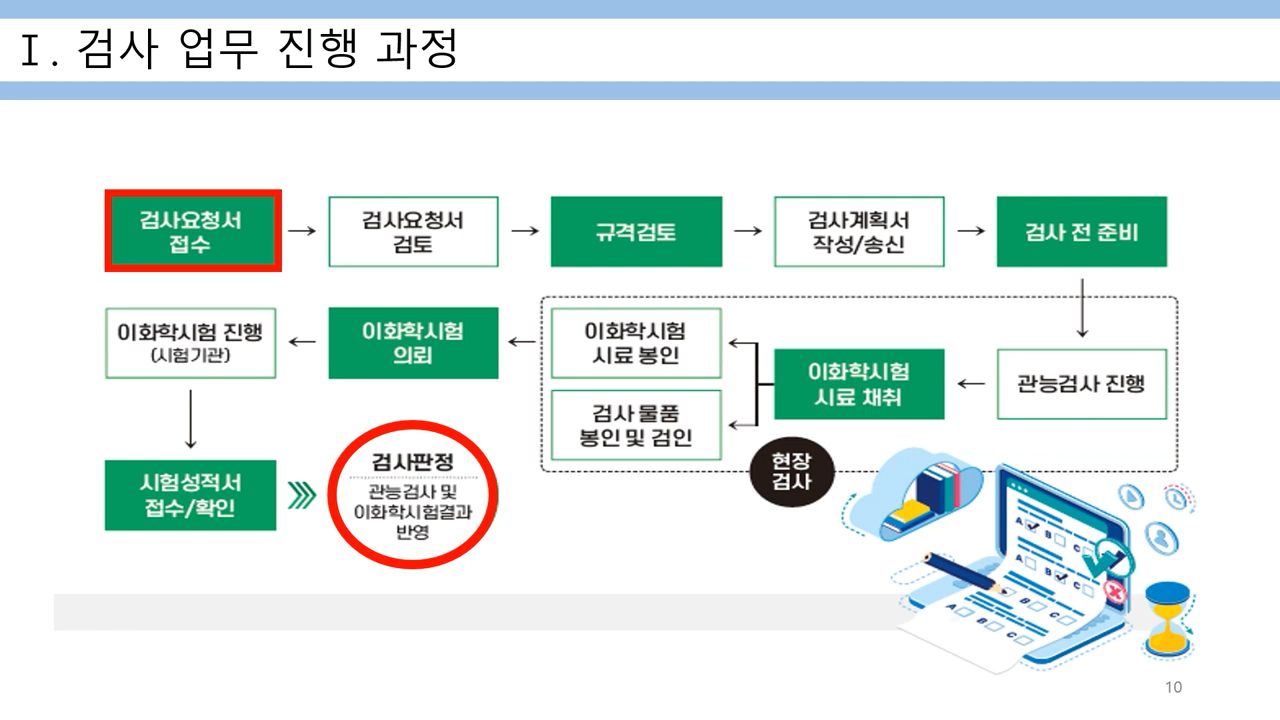 I. 검사 업무 진행 과정
검사요청서
접수
검사요청서
검토
규격검토
검사계획서
작성/송신
검사 전 준비
관능검사 진행
이화학시험
시료 채취
이화학시험
시료 봉인
검사 물품
봉인 및 검인
현장
검사
이화학시험
의뢰
이화학시험 진행
(시험기관)
시험성적서
접수/확인
검사판정
관능검사 및
이화학시험결과
반영
A B C
A B C
A B C
A B C
10